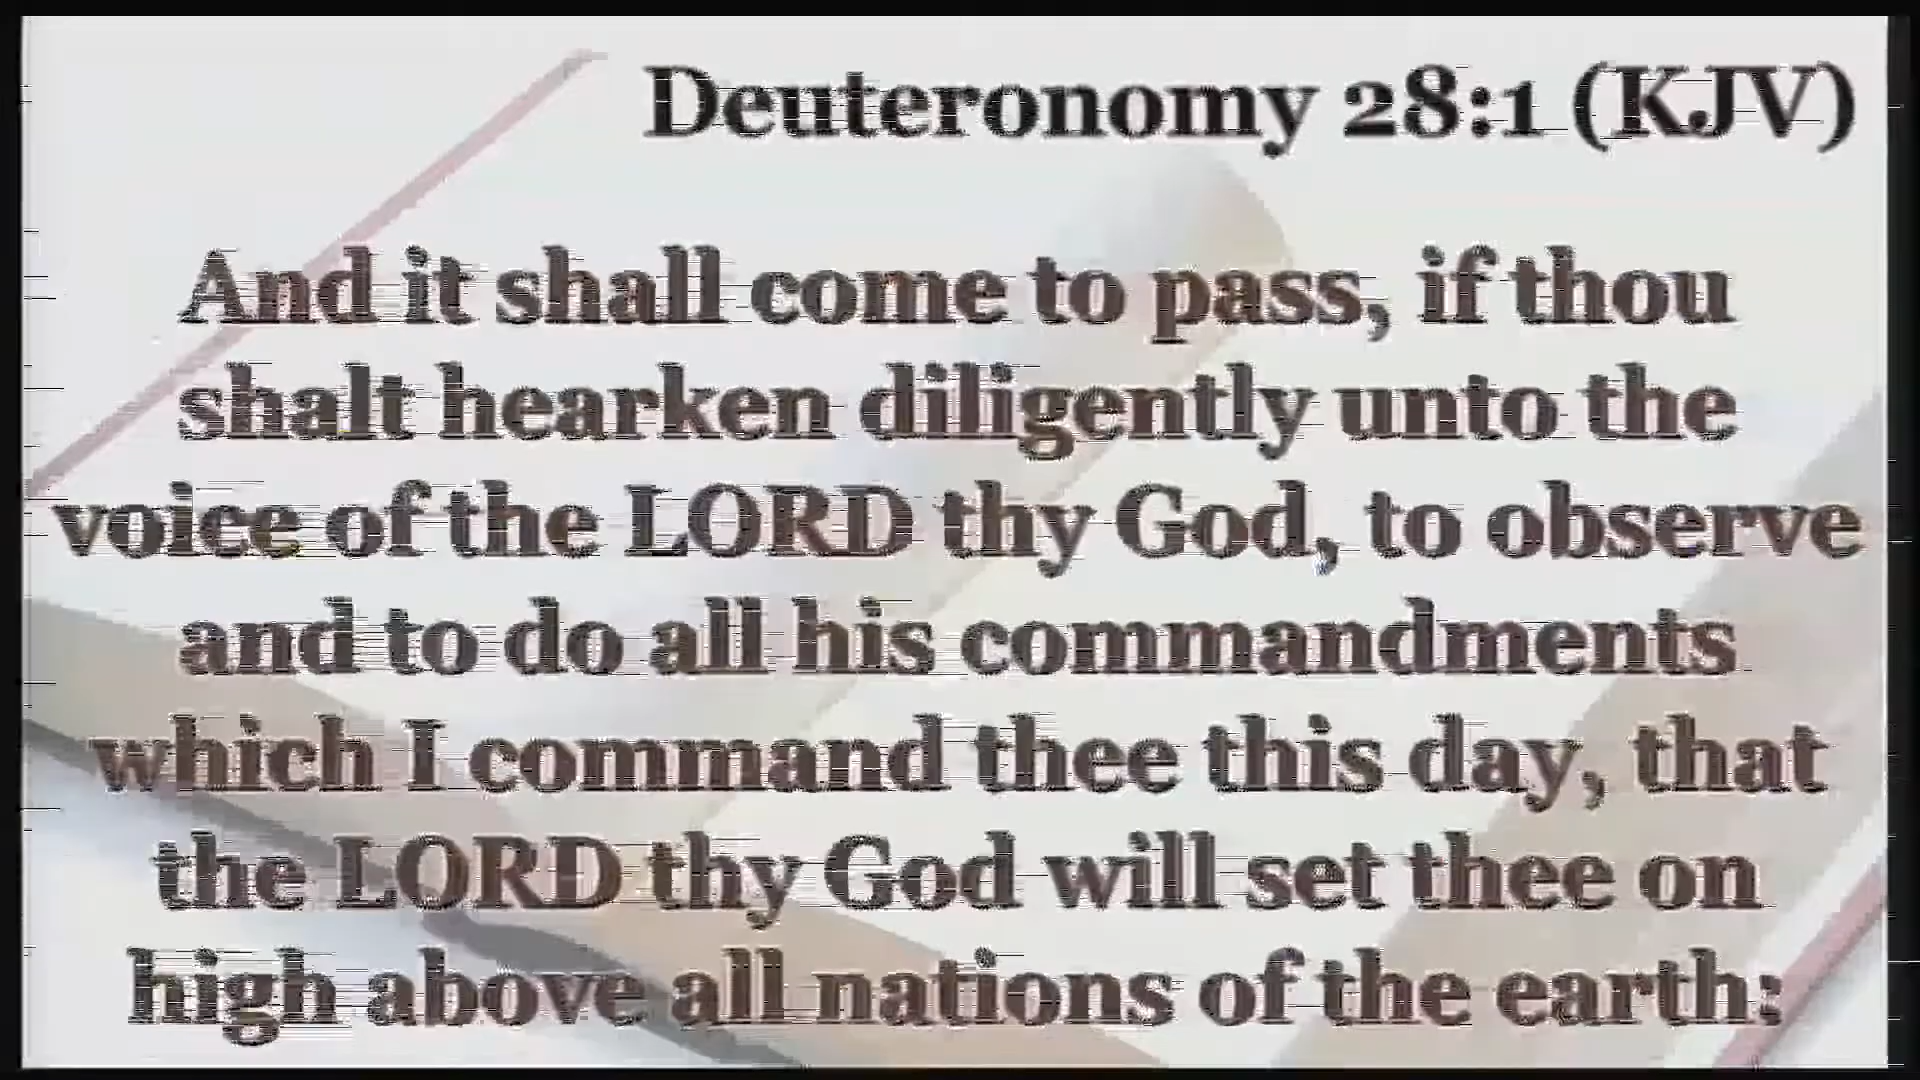 Deuteronomy 28:1 (KJV)
And it shall come to pass, if thou
shalt hearken diligently unto the
voice of the LORD thy God, to observe
and to do all his commandments
which I command thee this day, that
the LORD thy God will set thee on
high above all nations of the earth: